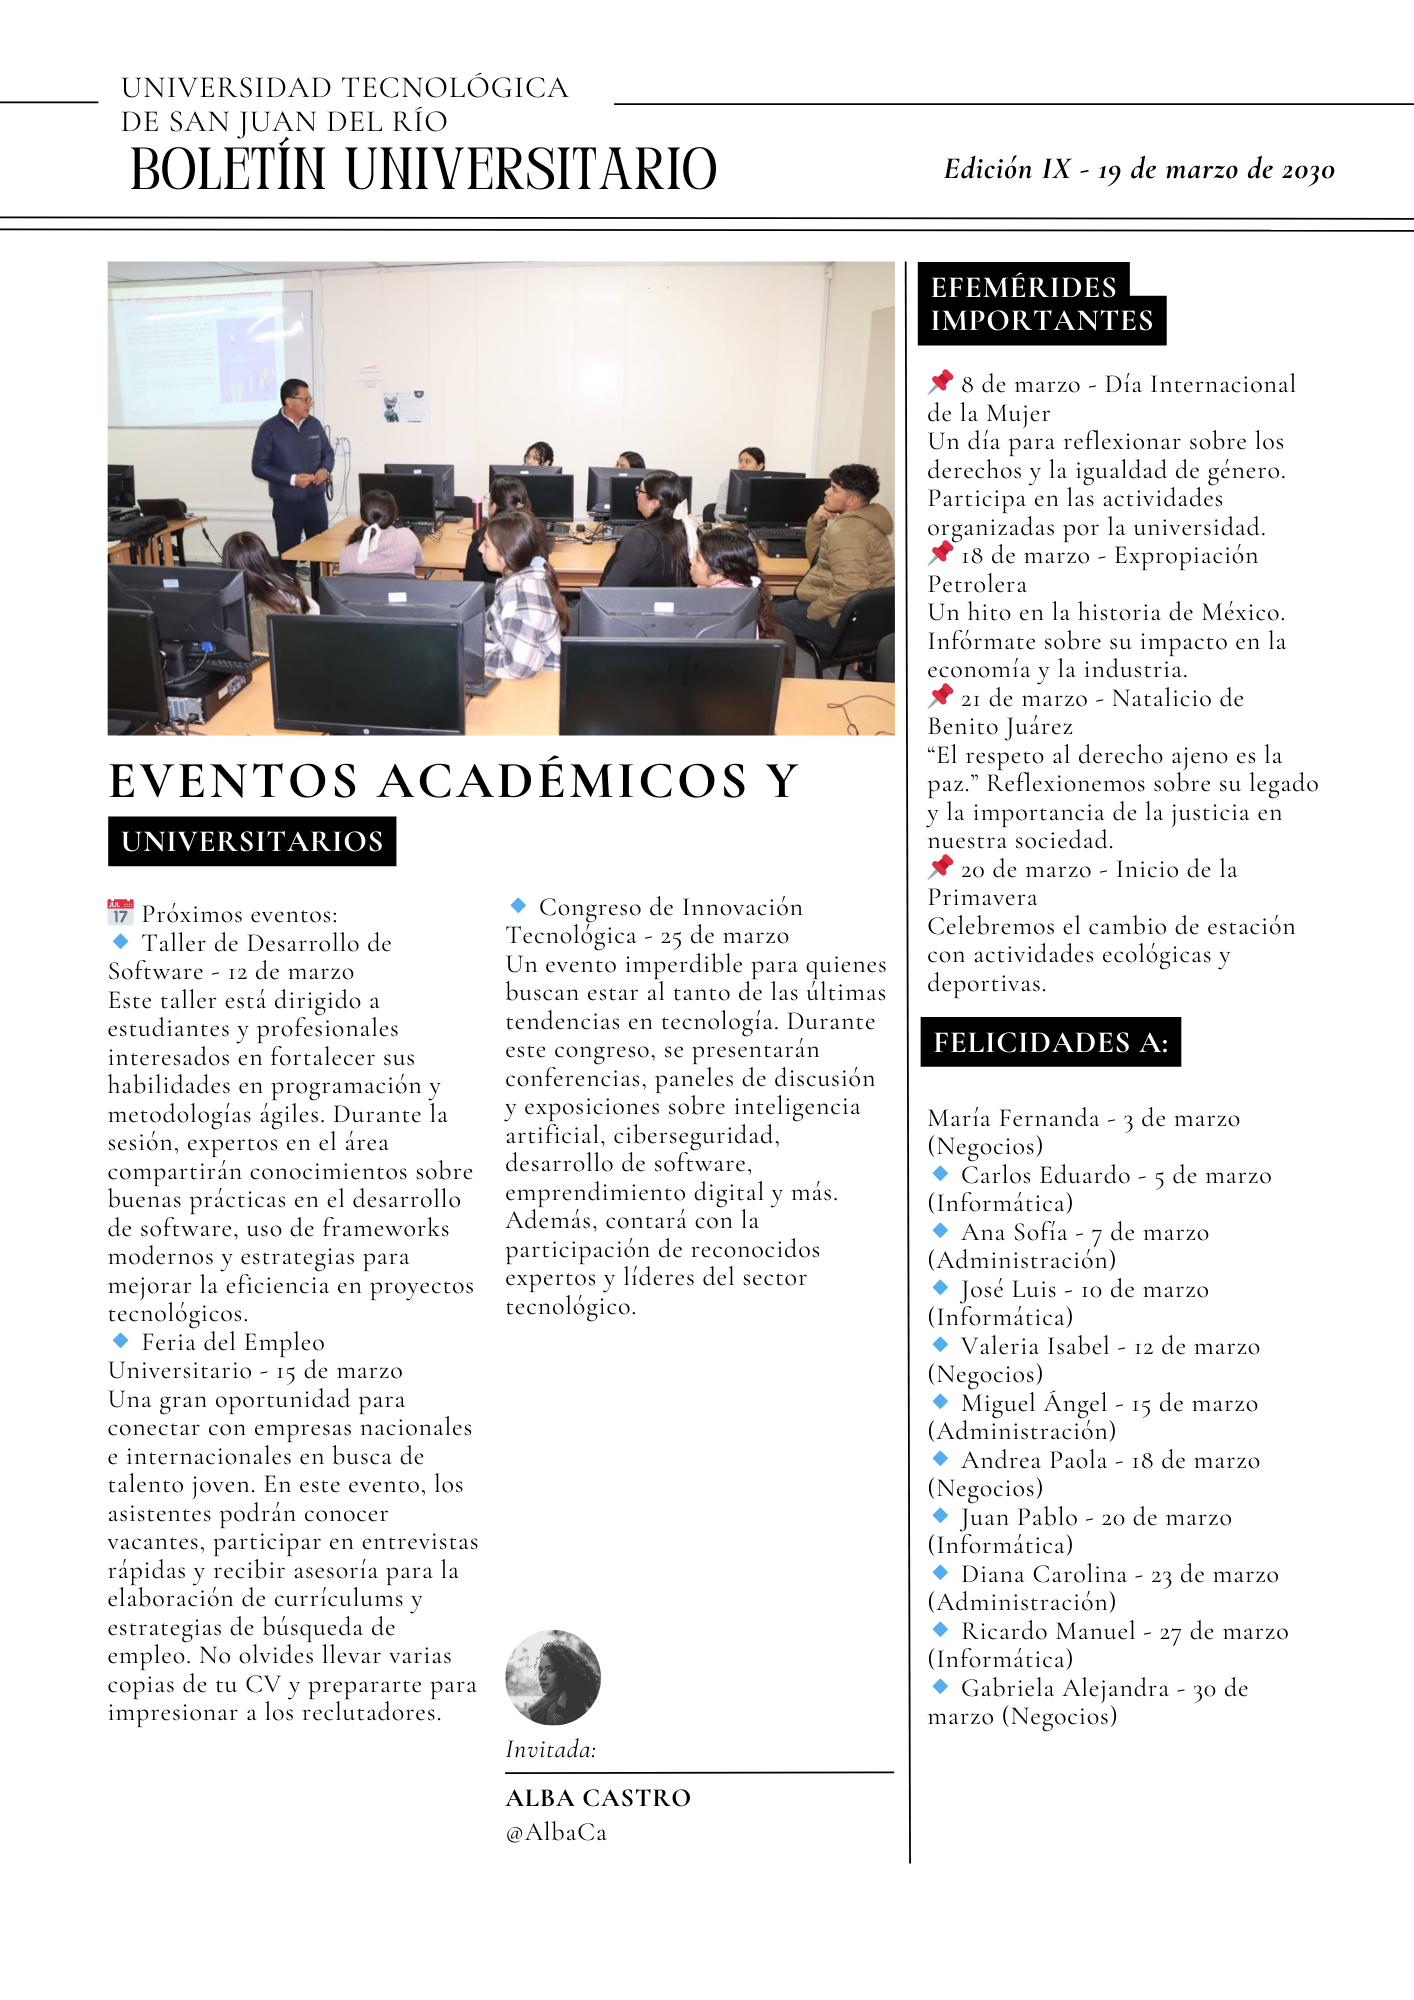 UNIVERSIDAD TECNOLÓGICA
DE SAN JUAN DEL RÍO
BOLETÍN UNIVERSITARIO
Edición IX - 19 de marzo de 2030
EVENTOS ACADÉMICOS Y
UNIVERSITARIOS
📅 Próximos eventos:
🔹 Taller de Desarrollo de
Software - 12 de marzo
Este taller está dirigido a
estudiantes y profesionales
interesados en fortalecer sus
habilidades en programación y
metodologías ágiles. Durante la
sesión, expertos en el área
compartirán conocimientos sobre
buenas prácticas en el desarrollo
de software, uso de frameworks
modernos y estrategias para
mejorar la eficiencia en proyectos
tecnológicos.
🔹 Feria del Empleo
Universitario - 15 de marzo
Una gran oportunidad para
conectar con empresas nacionales
e internacionales en busca de
talento joven. En este evento, los
asistentes podrán conocer
vacantes, participar en entrevistas
rápidas y recibir asesoría para la
elaboración de currículums y
estrategias de búsqueda de
empleo. No olvides llevar varias
copias de tu CV y prepararte para
impresionar a los reclutadores.
🔹 Congreso de Innovación
Tecnológica - 25 de marzo
Un evento imperdible para quienes
buscan estar al tanto de las últimas
tendencias en tecnología. Durante
este congreso, se presentarán
conferencias, paneles de discusión
y exposiciones sobre inteligencia
artificial, ciberseguridad,
desarrollo de software,
emprendimiento digital y más.
Además, contará con la
participación de reconocidos
expertos y líderes del sector
tecnológico.
Invitada:
ALBA CASTRO
@AlbaCa
EFEMÉRIDES
IMPORTANTES
📌 8 de marzo - Día Internacional
de la Mujer
Un día para reflexionar sobre los
derechos y la igualdad de género.
Participa en las actividades
organizadas por la universidad.
📌 18 de marzo - Expropiación
Petrolera
Un hito en la historia de México.
Infórmate sobre su impacto en la
economía y la industria.
📌 21 de marzo - Natalicio de
Benito Juárez
“El respeto al derecho ajeno es la
paz.” Reflexionemos sobre su legado
y la importancia de la justicia en
nuestra sociedad.
📌 20 de marzo - Inicio de la
Primavera
Celebremos el cambio de estación
con actividades ecológicas y
deportivas.
FELICIDADES A:
María Fernanda - 3 de marzo
(Negocios)
🔹 Carlos Eduardo - 5 de marzo
(Informática)
🔹 Ana Sofía - 7 de marzo
(Administración)
🔹 José Luis - 10 de marzo
(Informática)
🔹 Valeria Isabel - 12 de marzo
(Negocios)
🔹 Miguel Ángel - 15 de marzo
(Administración)
🔹 Andrea Paola - 18 de marzo
(Negocios)
🔹 Juan Pablo - 20 de marzo
(Informática)
🔹 Diana Carolina - 23 de marzo
(Administración)
🔹 Ricardo Manuel - 27 de marzo
(Informática)
🔹 Gabriela Alejandra - 30 de
marzo (Negocios)